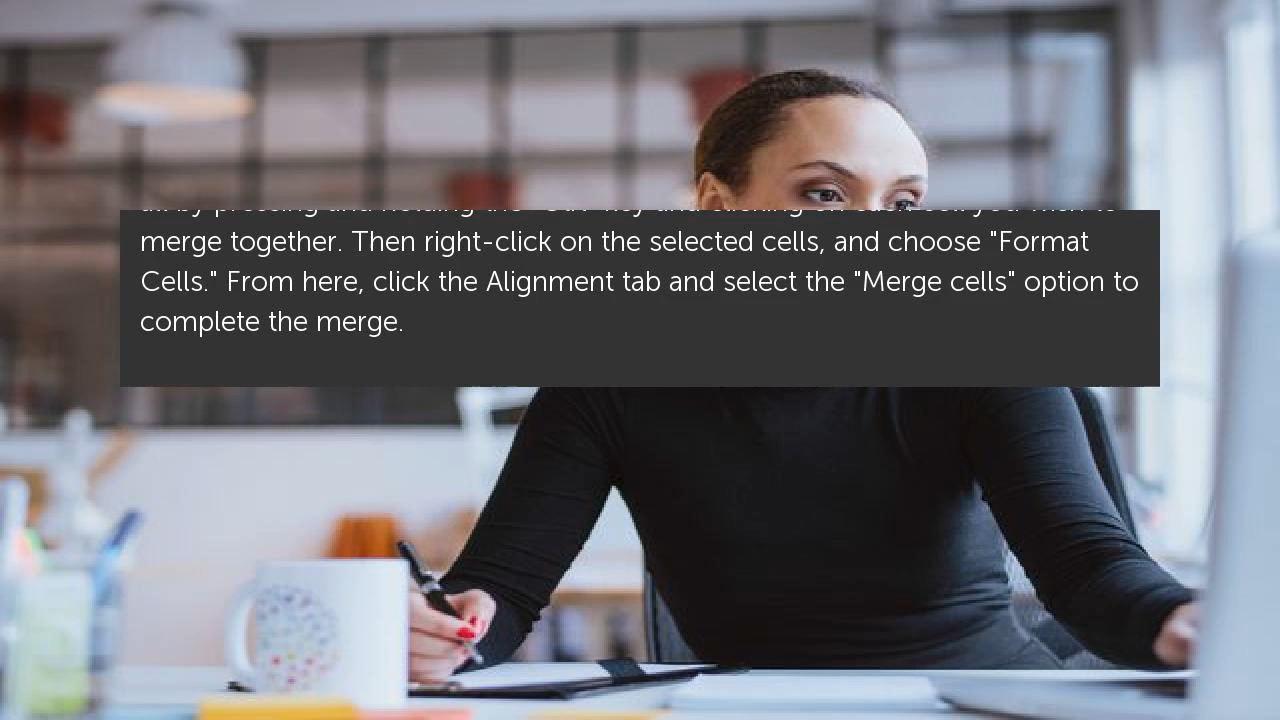 merge together. Then right-click on the selected cells, and choose "Format
Cells." From here, click the Alignment tab and select the "Merge cells" option to
complete the merge.